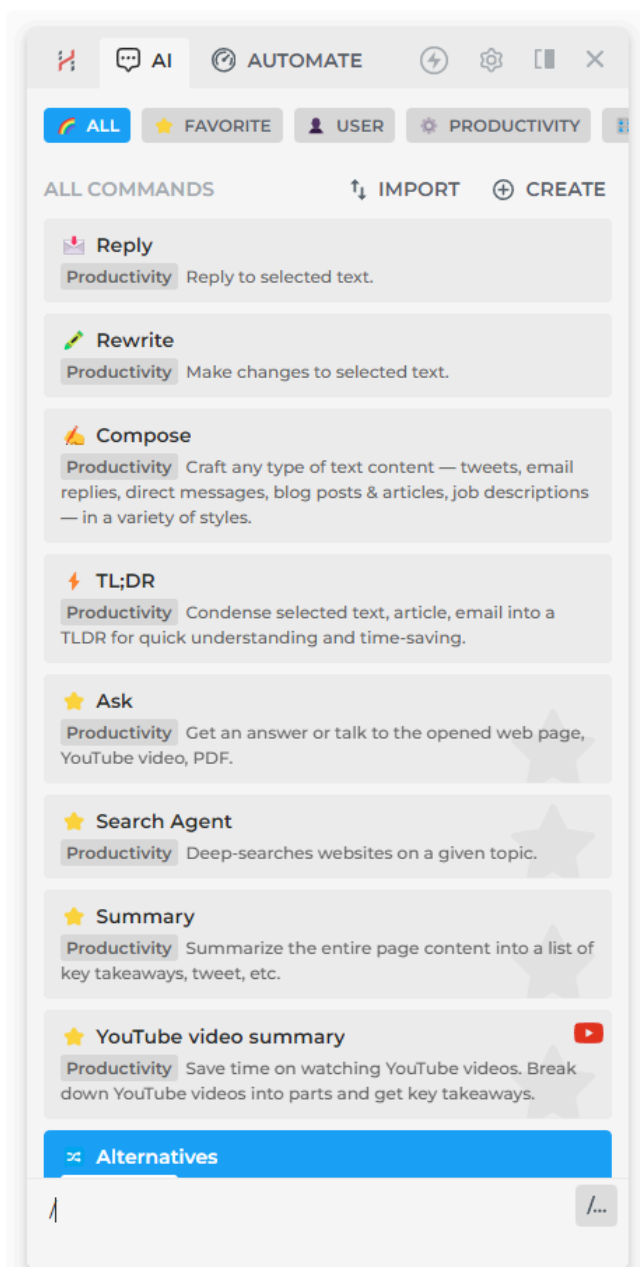 AI AUTOMATE
ALL FAVORITE USER PRODUCTIVITY
ALL COMMANDS IMPORT CREATE
Reply
Productivity Reply to selected text.
Rewrite
Productivity Make changes to selected text.
Compose
Productivity Craft any type of text content — tweets, email
replies, direct messages, blog posts & articles, job descriptions
— in a variety of styles.
TL;DR
Productivity Condense selected text, article, email into a
TLDR for quick understanding and time-saving.
Ask
Productivity Get an answer or talk to the opened web page,
YouTube video, PDF.
Search Agent
Productivity Deep-searches websites on a given topic.
Summary
Productivity Summarize the entire page content into a list of
key takeaways, tweet, etc.
YouTube video summary
Productivity Save time on watching YouTube videos. Break
down YouTube videos into parts and get key takeaways.
Alternatives
/ /...